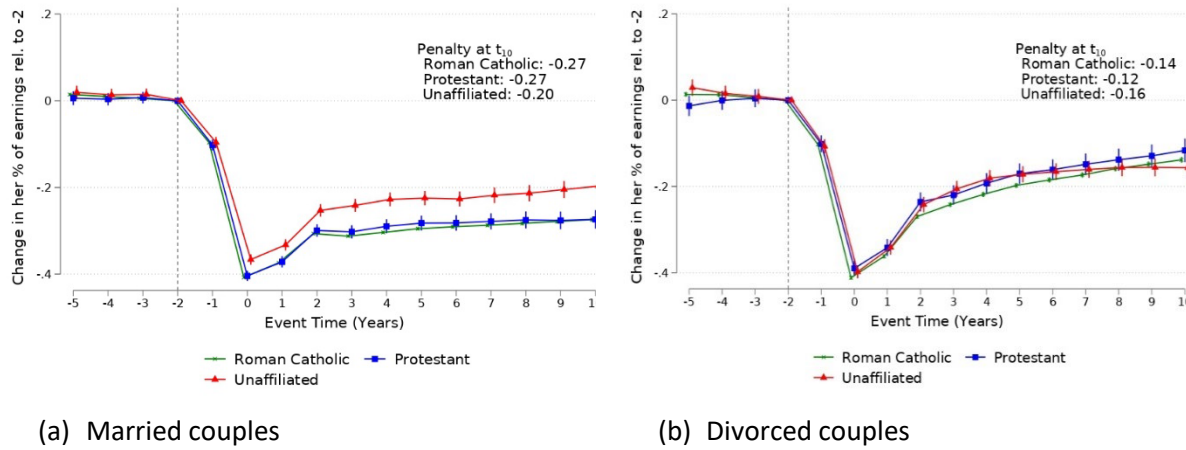 Change in her % of earnings rel. to -2
.2
0
-.2
-.4
Penalty at t10
Roman Catholic: -0.27
Protestant: -0.27
Unaffiliated: -0.20
-5 -4 -3 -2 -1 0 1 2 3 4 5 6 7 8 9 1
Event Time (Years)
Roman Catholic Protestant
Unaffiliated
(a) Married couples
Change in her % of earnings rel. to -2
.2
0
-.2
-.4
Penalty at t10
Roman Catholic: -0.14
Protestant: -0.12
Unaffiliated: -0.16
-5 -4 -3 -2 -1 0 1 2 3 4 5 6 7 8 9 10
Event Time (Years)
Roman Catholic Protestant
Unaffiliated
(b) Divorced couples